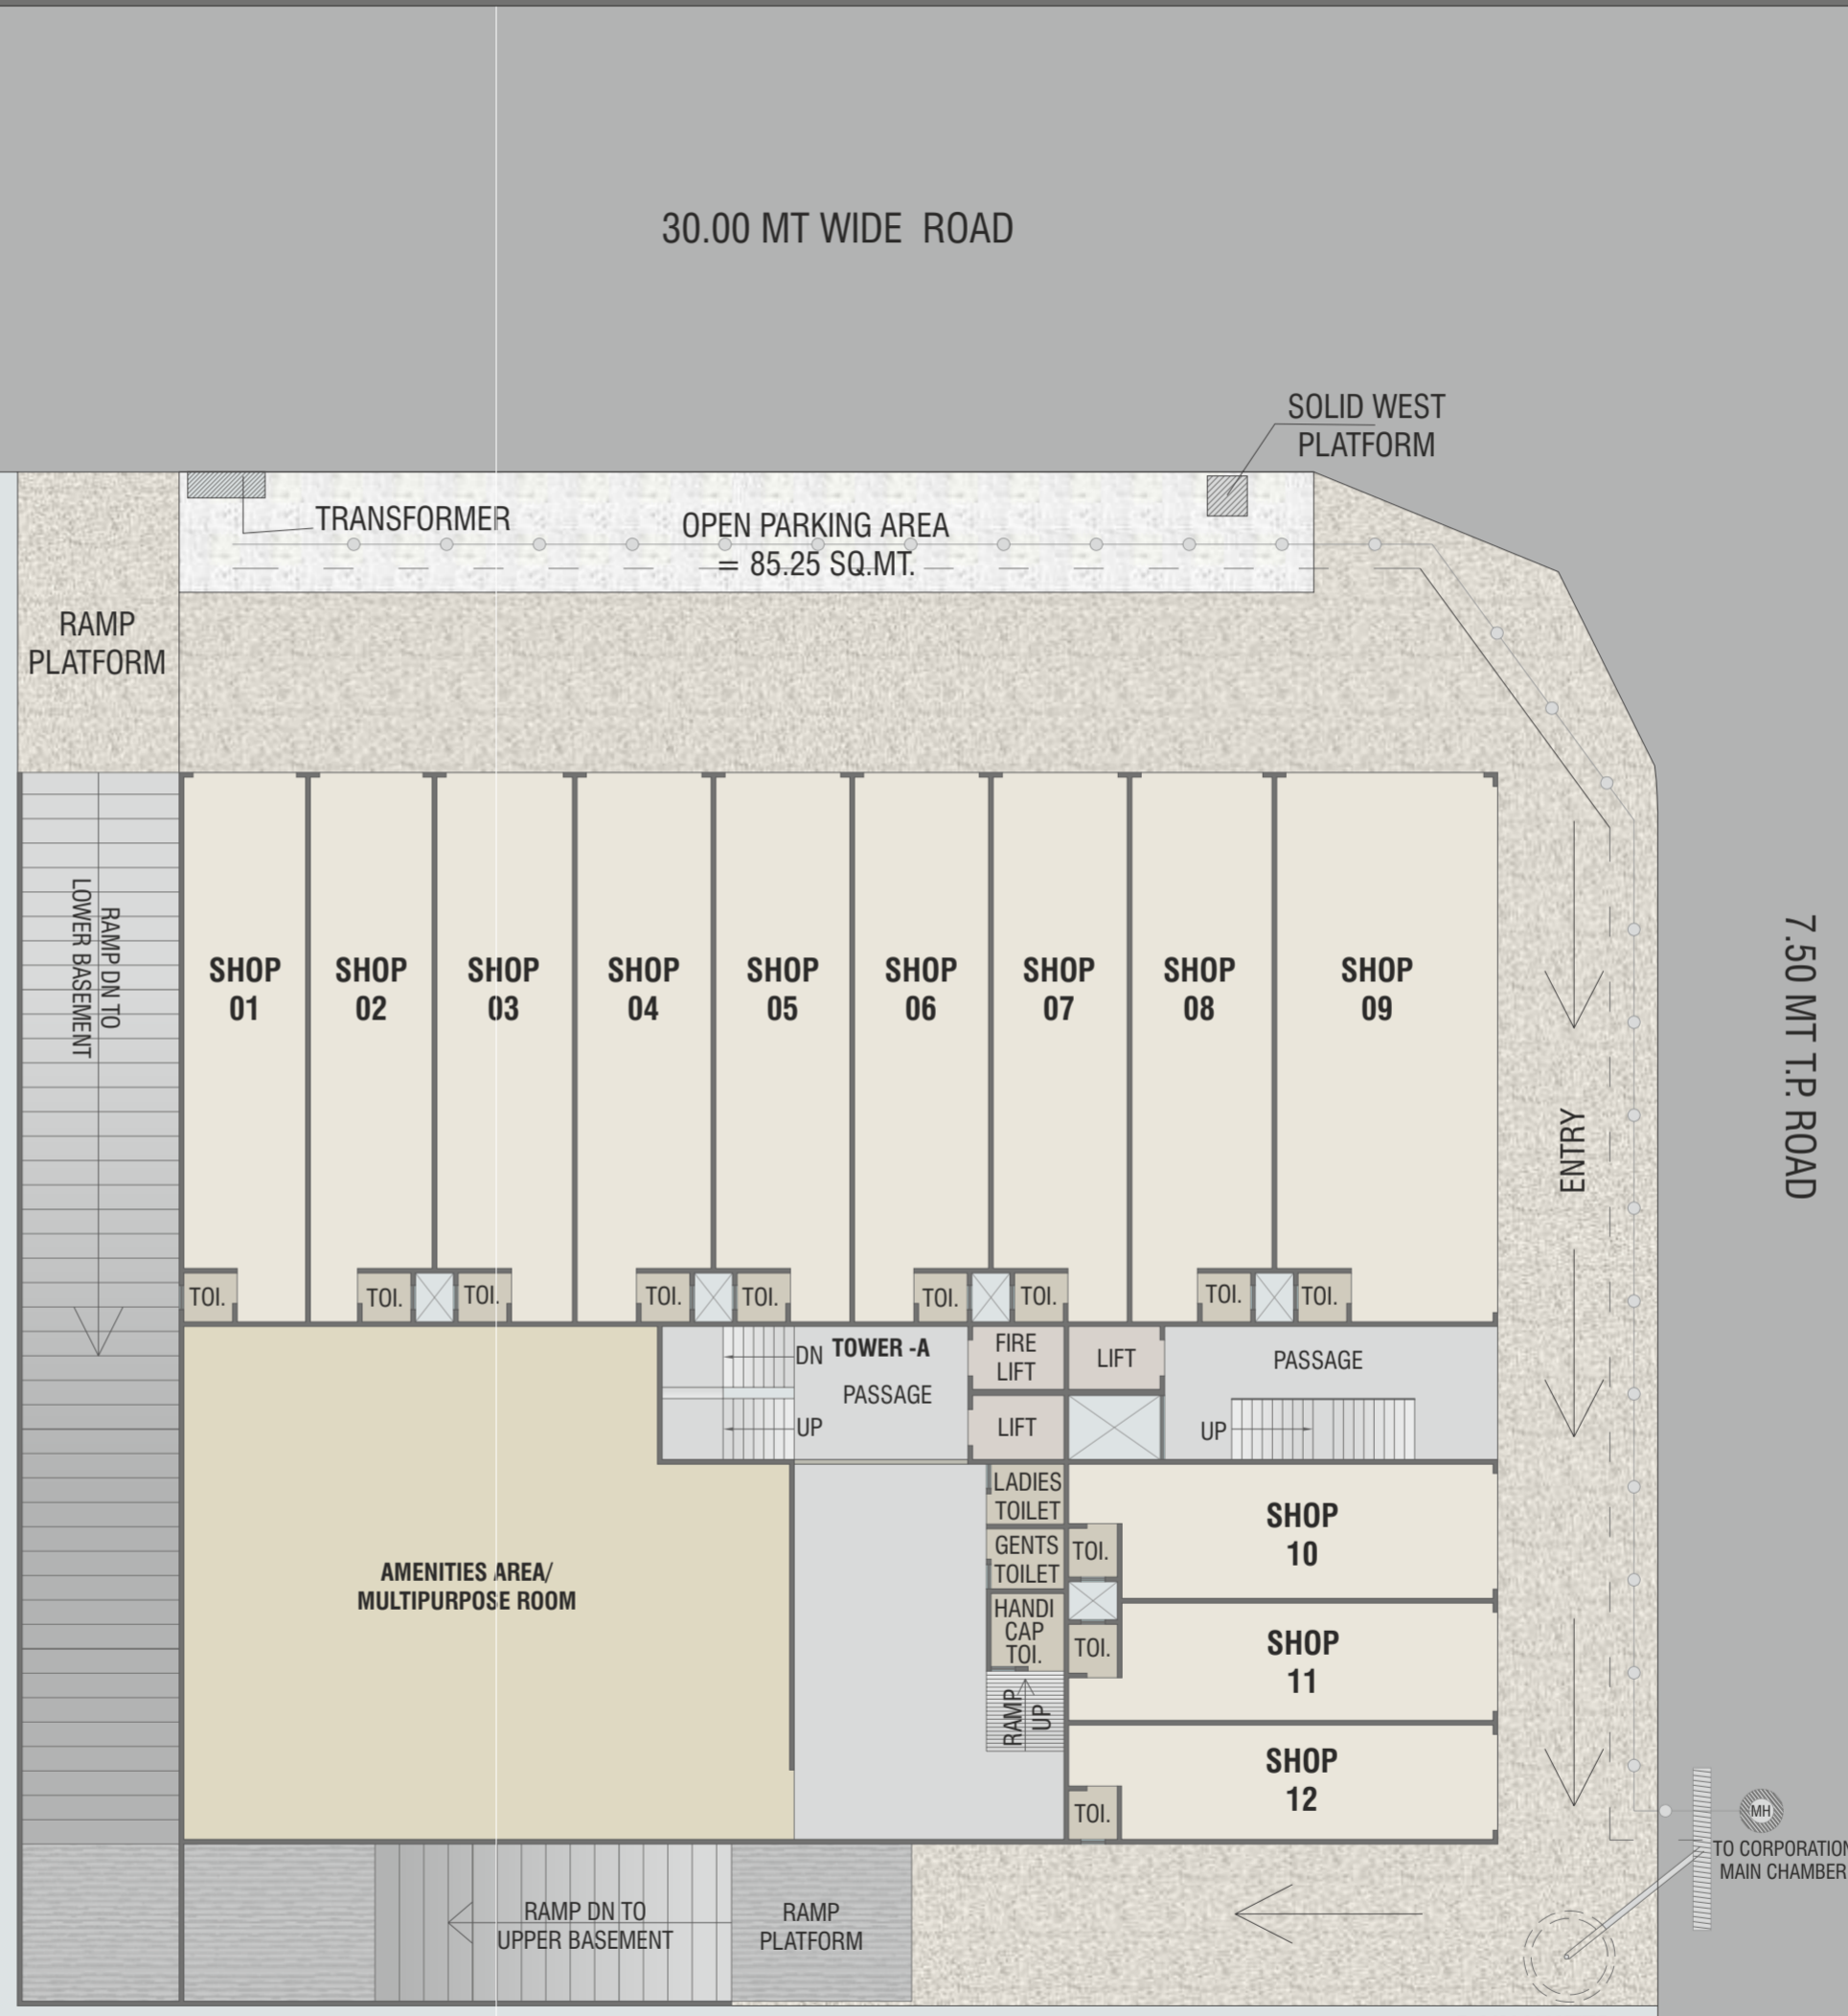 30.00 MT WIDE ROAD
SOLID WEST
PLATFORM
TRANSFORMER
OPEN PARKING AREA
= 85.25 SQ.MT.
RAMP
PLATFORM
RAMP DN TO
LOWER BASEMENT
SHOP
01
SHOP
02
SHOP
03
SHOP
04
SHOP
05
SHOP
06
SHOP
07
SHOP
08
SHOP
09
7.50 MT T.P. ROAD
ENTRY
TOI.
TOI.
TOI.
TOI.
TOI.
TOI.
TOI.
TOI.
TOI.
DN
TOWER -A
PASSAGE
UP
FIRE
LIFT
LIFT
LIFT
PASSAGE
UP
LADIES
TOILET
GENTS
TOILET
HANDI
CAP
TOI.
RAMP
UP
TOI.
TOI.
TOI.
SHOP
10
SHOP
11
SHOP
12
AMENITIES AREA/
MULTIPURPOSE ROOM
MH
TO CORPORATION
MAIN CHAMBER
RAMP DN TO
UPPER BASEMENT
RAMP
PLATFORM